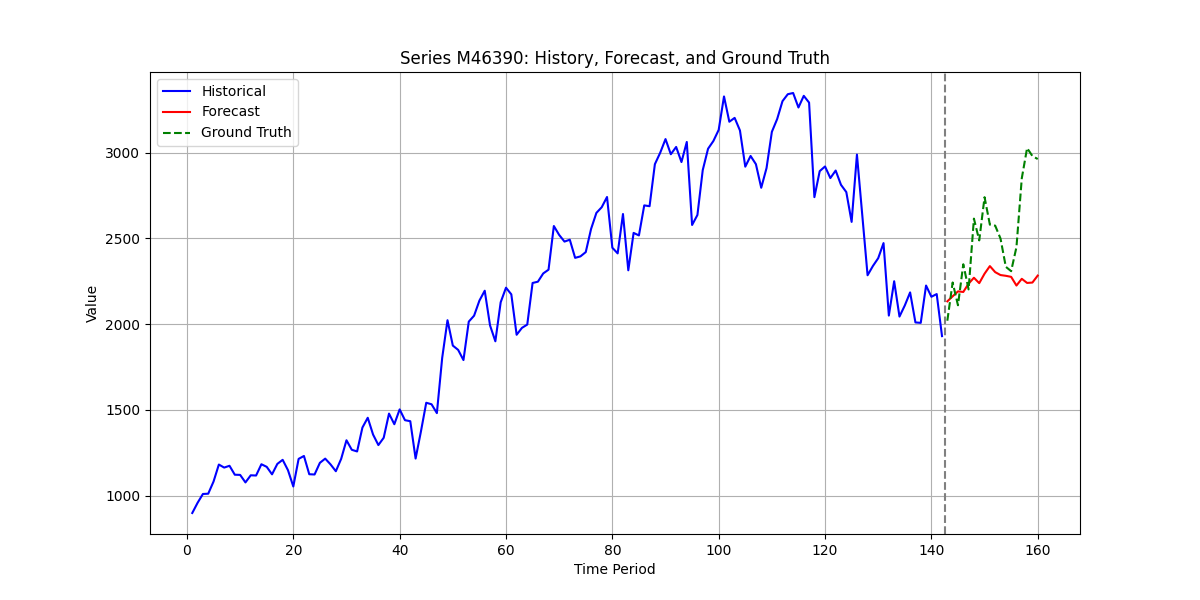 Series M46390: History, Forecast, and Ground Truth
Historical
Forecast
Ground Truth
Value
3000
2500
2000
1500
1000
0 20 40 60 80 100 120 140 160
Time Period